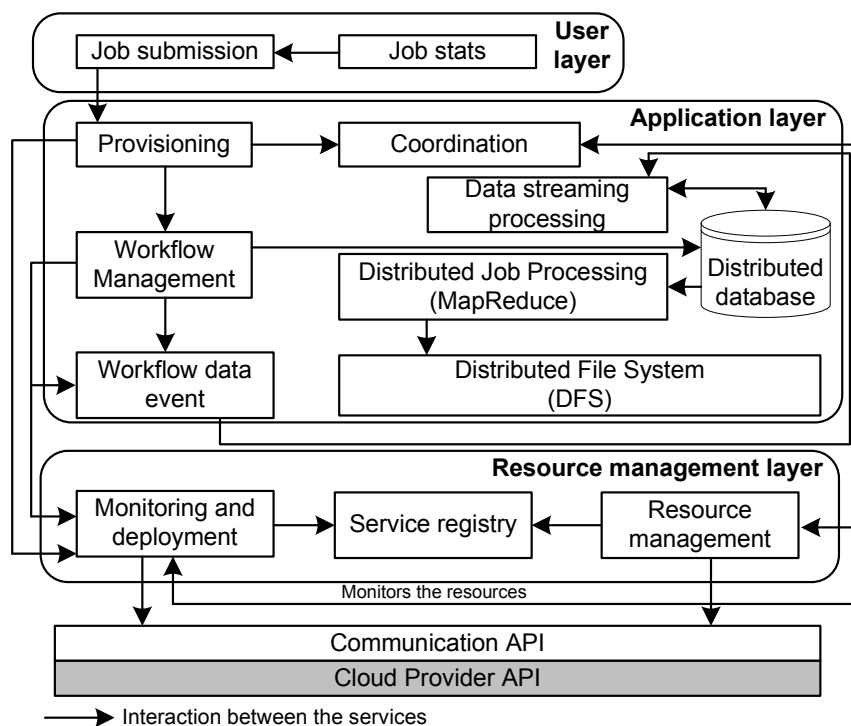 User
layer
Job submission
Job stats
Application layer
Provisioning
Coordination
Data streaming
processing
Workflow
Management
Distributed Job Processing
(MapReduce)
Distributed
database
Workflow data
event
Distributed File System
(DFS)
Resource management layer
Monitoring and
deployment
Service registry
Resource
management
Monitors the resources
Communication API
Cloud Provider API
Interaction between the services